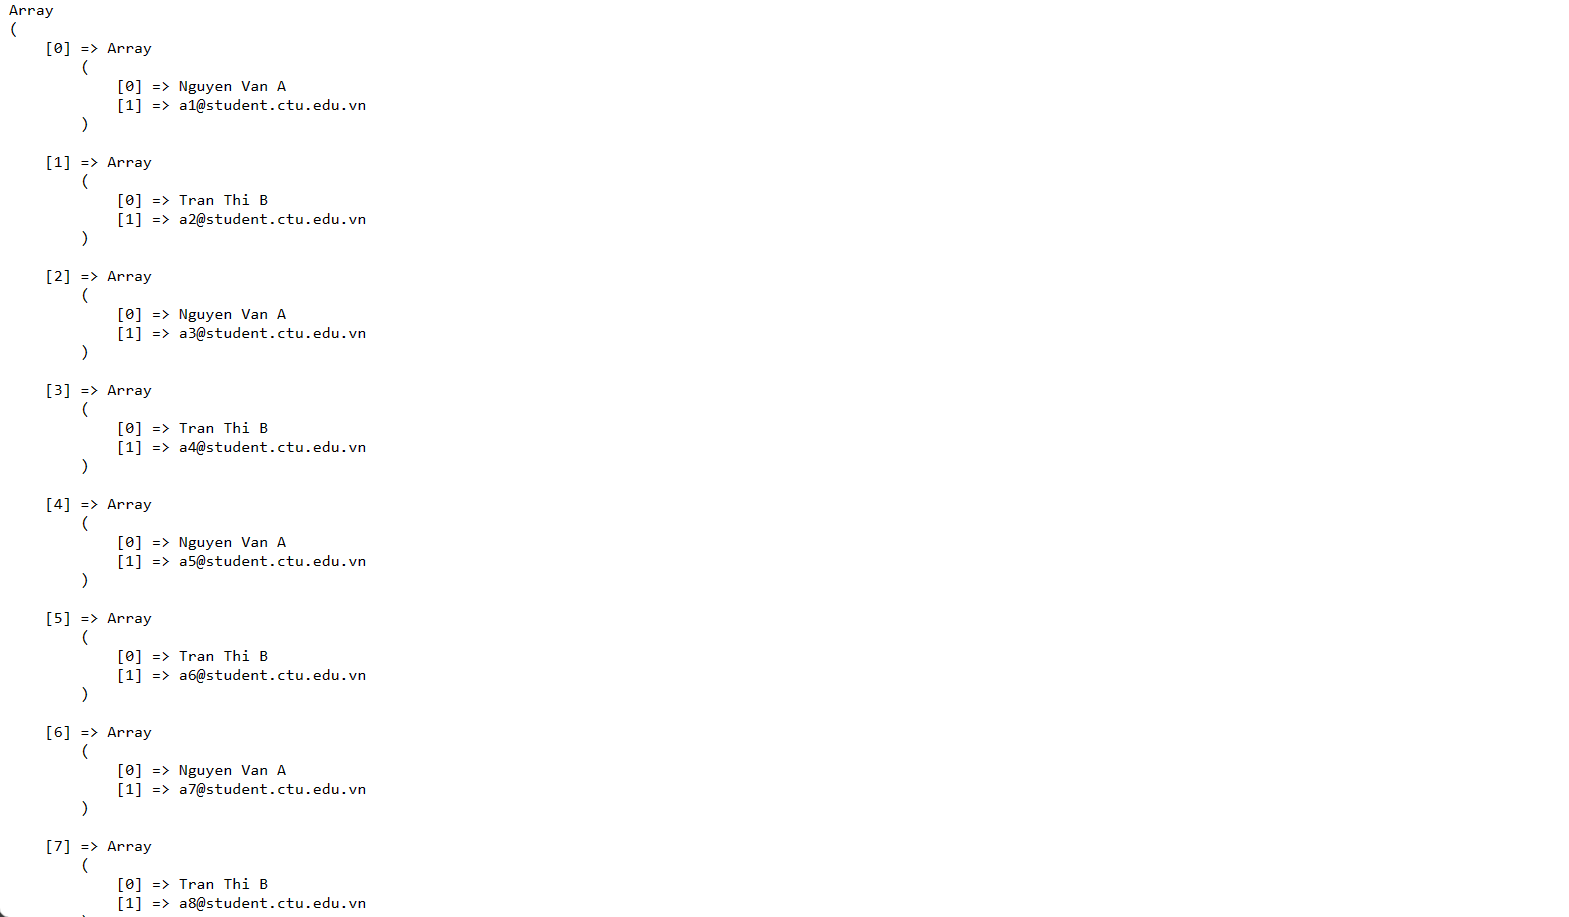 Array
(
    [0] => Array
        (
            [0] => Nguyen Van A
            [1] => a1@student.ctu.edu.vn
        )

    [1] => Array
        (
            [0] => Tran Thi B
            [1] => a2@student.ctu.edu.vn
        )

    [2] => Array
        (
            [0] => Nguyen Van A
            [1] => a3@student.ctu.edu.vn
        )

    [3] => Array
        (
            [0] => Tran Thi B
            [1] => a4@student.ctu.edu.vn
        )

    [4] => Array
        (
            [0] => Nguyen Van A
            [1] => a5@student.ctu.edu.vn
        )

    [5] => Array
        (
            [0] => Tran Thi B
            [1] => a6@student.ctu.edu.vn
        )

    [6] => Array
        (
            [0] => Nguyen Van A
            [1] => a7@student.ctu.edu.vn
        )

    [7] => Array
        (
            [0] => Tran Thi B
            [1] => a8@student.ctu.edu.vn